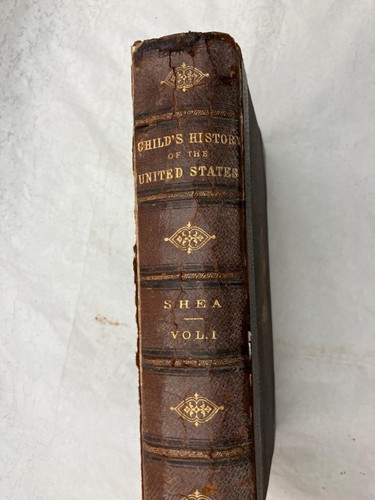 CHILD'S HISTORY
OF THE
UNITED STATES
SHEA
VOL. I